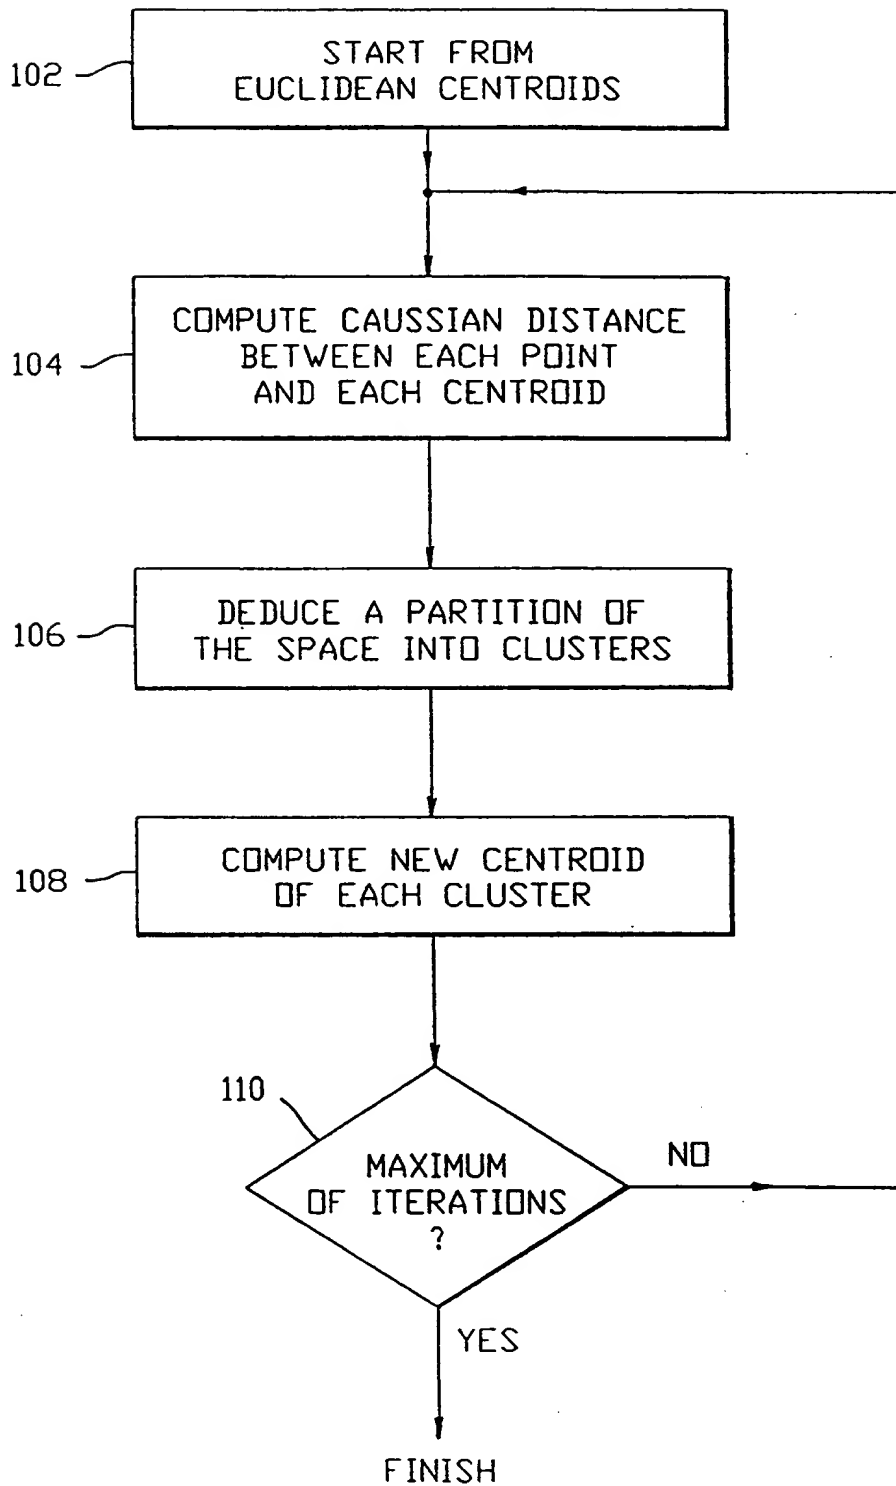 102
START FROM
EUCLIDEAN CENTROIDS
104
COMPUTE CAUSSIAN DISTANCE
BETWEEN EACH POINT
AND EACH CENTROID
106
DEDUCE A PARTITION OF
THE SPACE INTO CLUSTERS
108
COMPUTE NEW CENTROID
OF EACH CLUSTER
110
MAXIMUM
OF ITERATIONS
?
NO
YES
FINISH